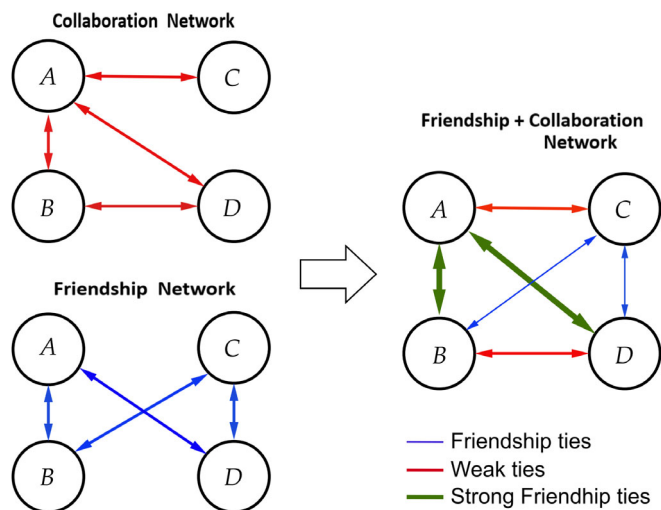 Collaboration Network
A
C
B
D
Friendship Network
A
C
B
D
Friendship + Collaboration
Network
A
C
B
D
Friendship ties
Weak ties
Strong Friendhip ties